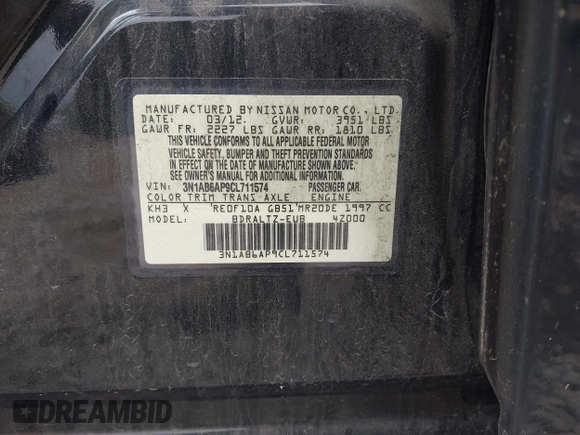 MANUFACTURED BY NISSAN MOTOR CO., LTD.
DATE: 03/12. GVWR: 3951 LBS
GAWR FR: 2227 LBS GAWR RR: 1810 LBS
THIS VEHICLE CONFORMS TO ALL APPLICABLE FEDERAL MOTOR
VEHICLE SAFETY, BUMPER AND THEFT PREVENTION STANDARDS
IN EFFECT ON THE DATE OF MANUFACTURE SHOWN ABOVE.
SEE OWNER'S MANUAL FOR ADDITIONAL INFORMATION
VIN: 3N1AB6AP9CL711574 PASSENGER CAR.
COLOR TRIM TRANS AXLE ENGINE
KH3 X RE0F10A GB51 MR20DE 1997 CC
MODEL: BDRALTZ-EUB 4Z000
3N1AB6AP9CL711574
DREAMBID